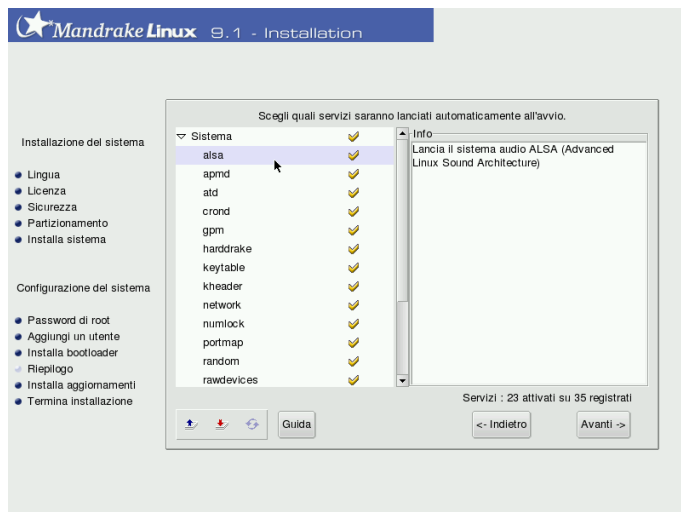 Mandrake Linux 9.1 - Installation
Scegli quali servizi saranno lanciati automaticamente all'avvio.
Installazione del sistema
Lingua
Licenza
Sicurezza
Partizionamento
Installa sistema
Configurazione del sistema
Password di root
Aggiungi un utente
Installa bootloader
Riepilogo
Installa aggiornamenti
Termina installazione
Sistema
alsa
apmd
atd
crond
gpm
harddrake
keytable
kheader
network
numlock
portmap
random
rawdevices
Info
Lancia il sistema audio ALSA (Advanced
Linux Sound Architecture)
Servizi : 23 attivati su 35 registrati
Guida
<- Indietro
Avanti ->